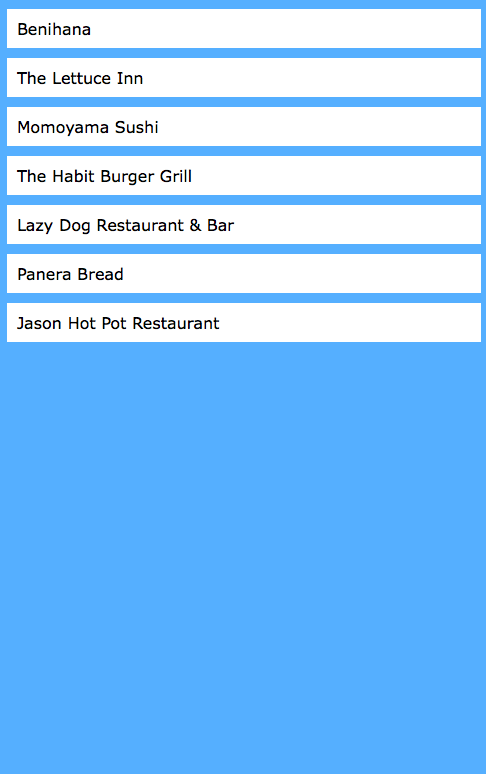 Benihana
The Lettuce Inn
Momoyama Sushi
The Habit Burger Grill
Lazy Dog Restaurant & Bar
Panera Bread
Jason Hot Pot Restaurant